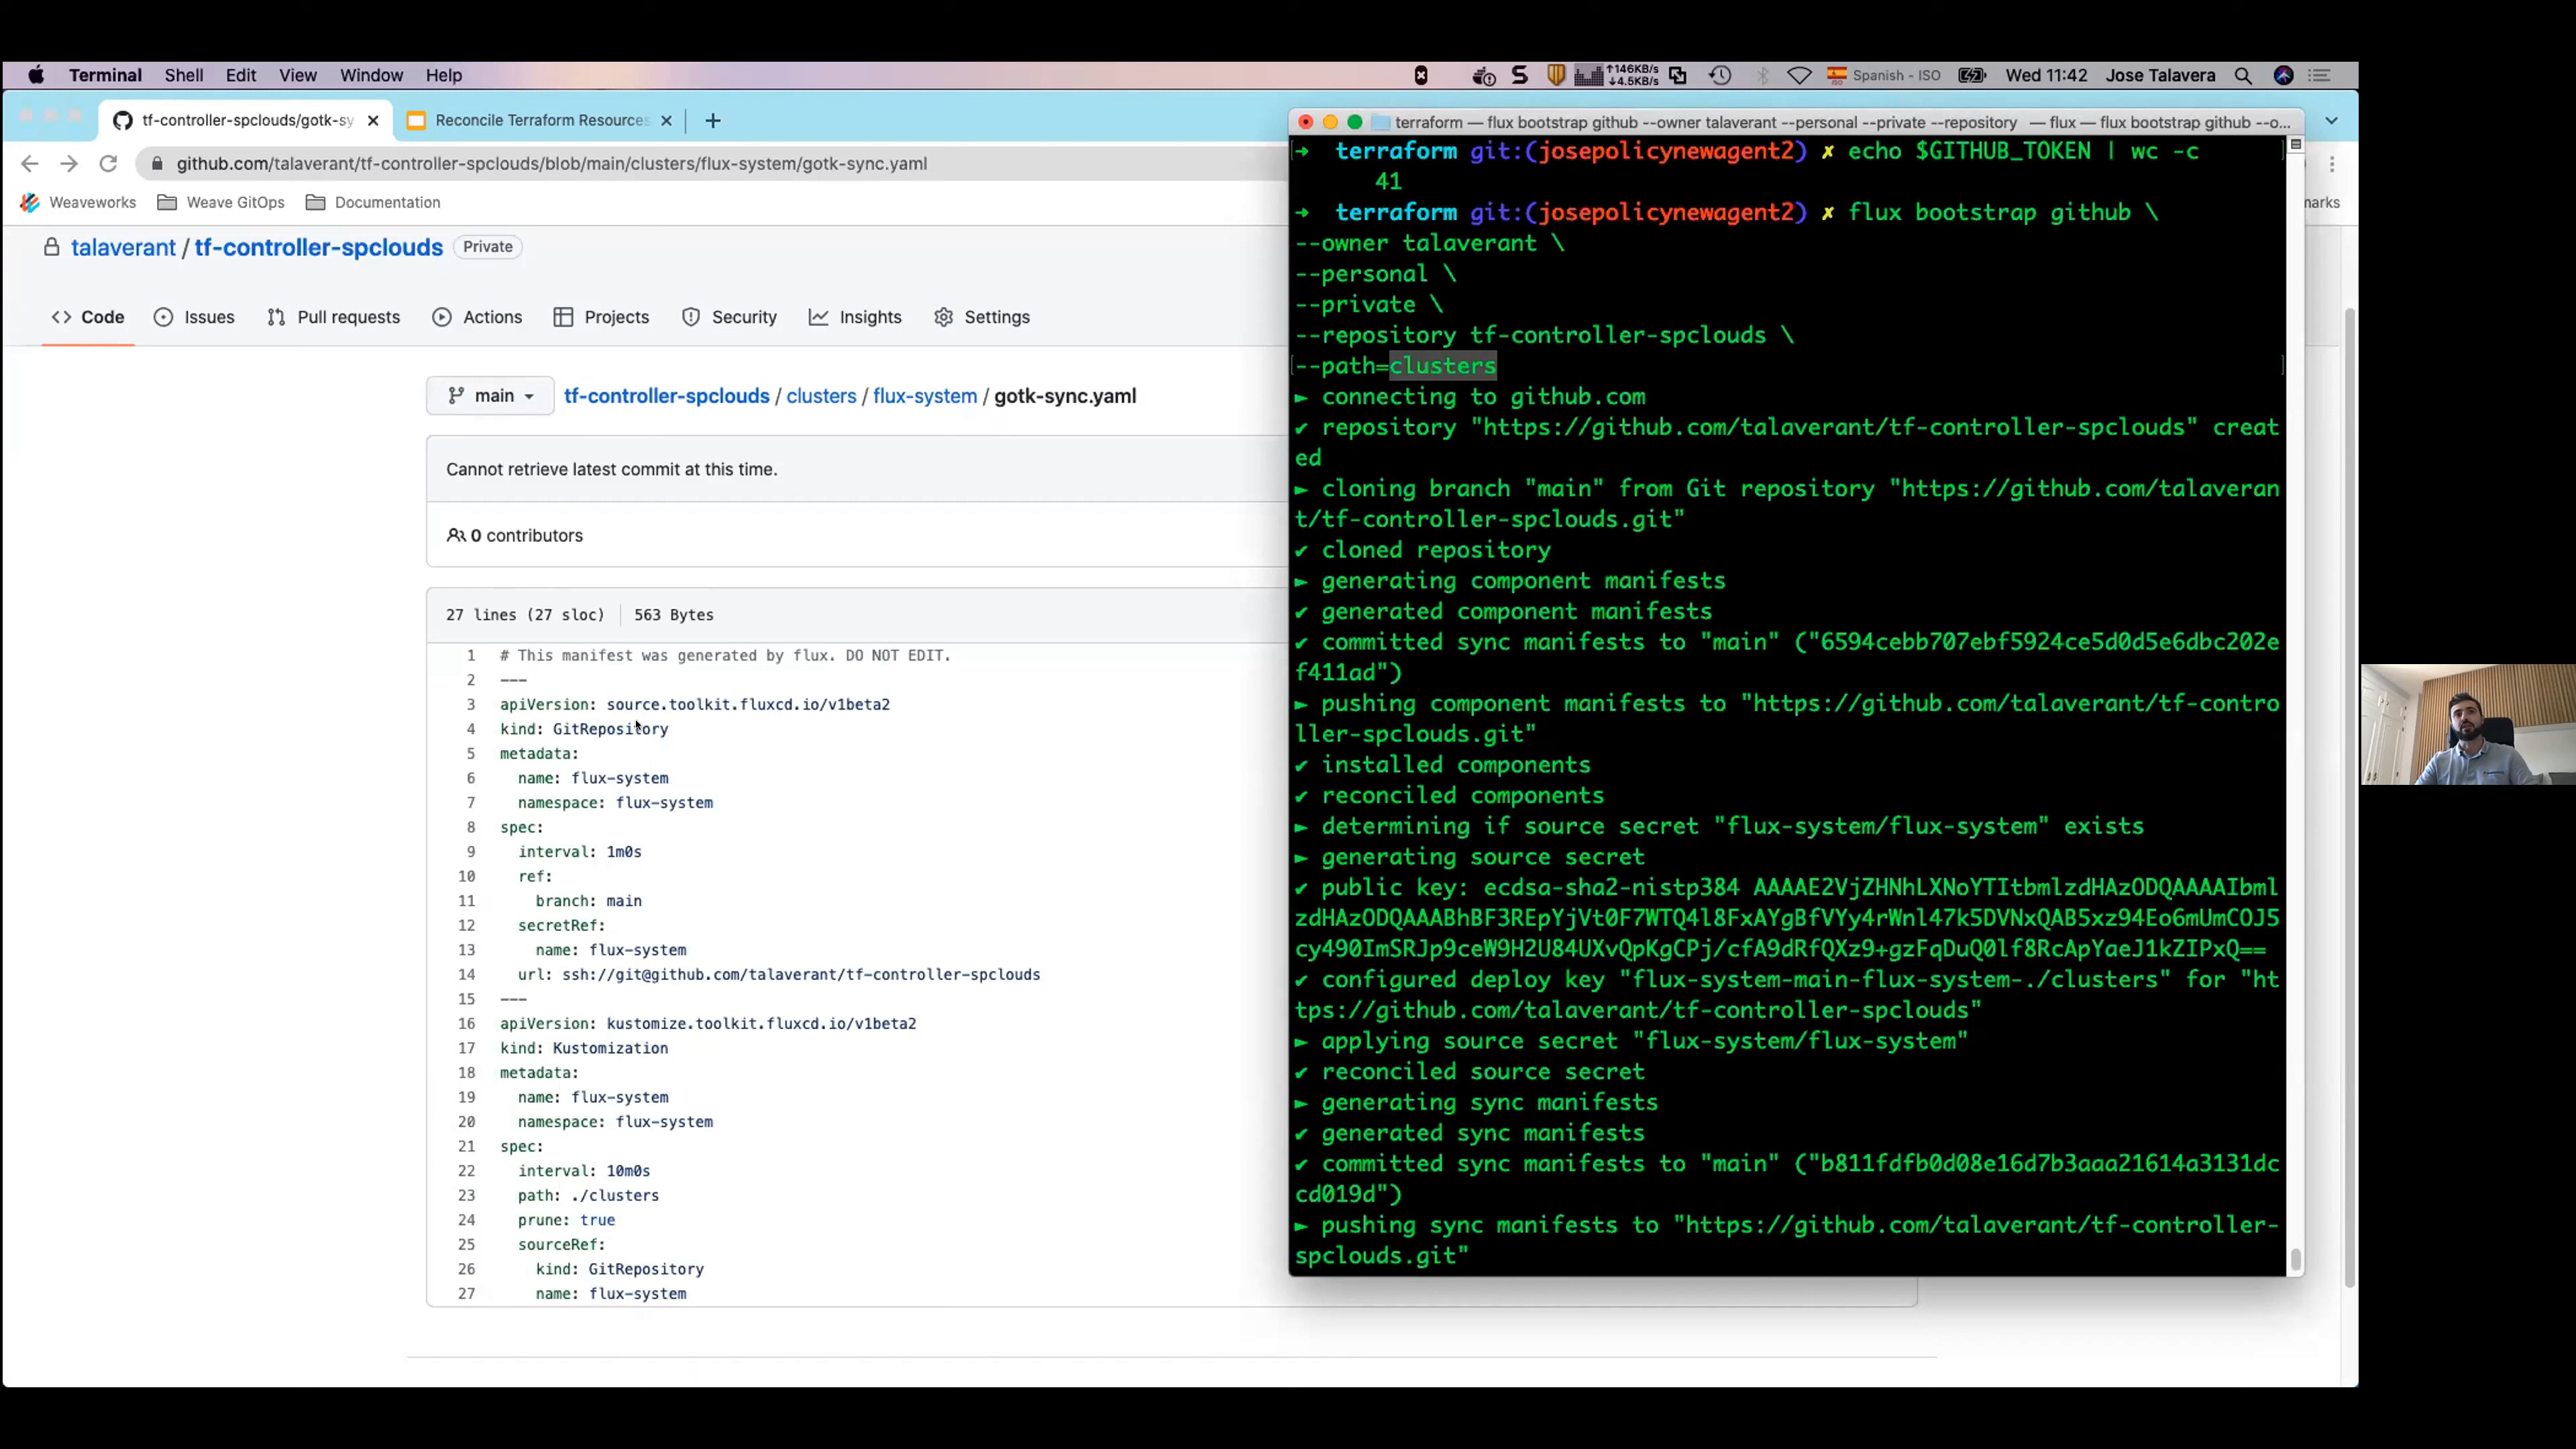 Terminal Shell Edit View Window Help
S ↑146KB/s ↓4.5KB/s Spanish - ISO Wed 11:42 Jose Talavera
tf-controller-spclouds/gotk-sy
Reconcile Terraform Resources
github.com/talaverant/tf-controller-spclouds/blob/main/clusters/flux-system/gotk-sync.yaml
Weaveworks Weave GitOps Documentation
marks
talaverant / tf-controller-spclouds Private
Code Issues Pull requests Actions Projects Security Insights Settings
main tf-controller-spclouds / clusters / flux-system / gotk-sync.yaml
Cannot retrieve latest commit at this time.
0 contributors
27 lines (27 sloc) 563 Bytes
1 # This manifest was generated by flux. DO NOT EDIT.
2 ---
3 apiVersion: source.toolkit.fluxcd.io/v1beta2
4 kind: GitRepository
5 metadata:
6 name: flux-system
7 namespace: flux-system
8 spec:
9 interval: 1m0s
10 ref:
11 branch: main
12 secretRef:
13 name: flux-system
14 url: ssh://git@github.com/talaverant/tf-controller-spclouds
15 ---
16 apiVersion: kustomize.toolkit.fluxcd.io/v1beta2
17 kind: Kustomization
18 metadata:
19 name: flux-system
20 namespace: flux-system
21 spec:
22 interval: 10m0s
23 path: ./clusters
24 prune: true
25 sourceRef:
26 kind: GitRepository
27 name: flux-system
terraform — flux bootstrap github --owner talaverant --personal --private --repository — flux — flux bootstrap github --o...
➜ terraform git:(josepolicynewagent2) ✗ echo $GITHUB_TOKEN | wc -c
41
➜ terraform git:(josepolicynewagent2) ✗ flux bootstrap github \
--owner talaverant \
--personal \
--private \
--repository tf-controller-spclouds \
--path=clusters
► connecting to github.com
✔ repository "https://github.com/talaverant/tf-controller-spclouds" creat
ed
► cloning branch "main" from Git repository "https://github.com/talaveran
t/tf-controller-spclouds.git"
✔ cloned repository
► generating component manifests
✔ generated component manifests
✔ committed sync manifests to "main" ("6594cebb707ebf5924ce5d0d5e6dbc202e
f411ad")
► pushing component manifests to "https://github.com/talaverant/tf-contro
ller-spclouds.git"
✔ installed components
✔ reconciled components
► determining if source secret "flux-system/flux-system" exists
► generating source secret
✔ public key: ecdsa-sha2-nistp384 AAAAE2VjZHNhLXNoYTItbmlzdHAzODQAAAAIbml
zdHAzODQAAABhBF3REpYjVt0F7WTQ4l8FxAYgBfVYy4rWnl47k5DVNxQAB5xz94Eo6mUmCOJ5
cy490ImSRJp9ceW9H2U84UXvQpKgCPj/cfA9dRfQXz9+gzFqDuQ0lf8RcApYaeJ1kZIPxQ==
✔ configured deploy key "flux-system-main-flux-system-./clusters" for "ht
tps://github.com/talaverant/tf-controller-spclouds"
► applying source secret "flux-system/flux-system"
✔ reconciled source secret
► generating sync manifests
✔ generated sync manifests
✔ committed sync manifests to "main" ("b811fdfb0d08e16d7b3aaa21614a3131dc
cd019d")
► pushing sync manifests to "https://github.com/talaverant/tf-controller-
spclouds.git"